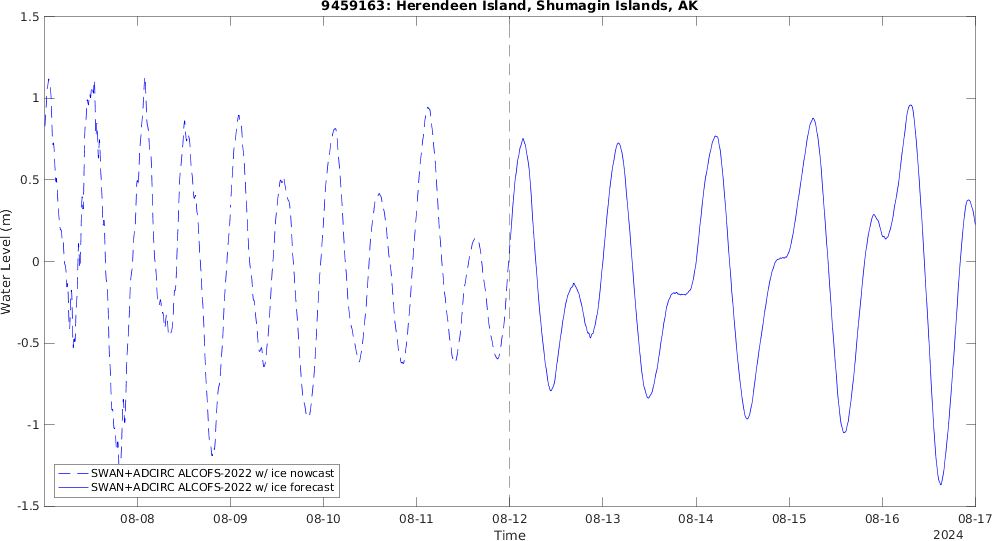 9459163: Herendeen Island, Shumagin Islands, AK
Water Level (m)
1.5
1
0.5
0
-0.5
-1
-1.5
SWAN+ADCIRC ALCOFS-2022 w/ ice nowcast
SWAN+ADCIRC ALCOFS-2022 w/ ice forecast
08-08 08-09 08-10 08-11 08-12 08-13 08-14 08-15 08-16 08-17
Time
2024